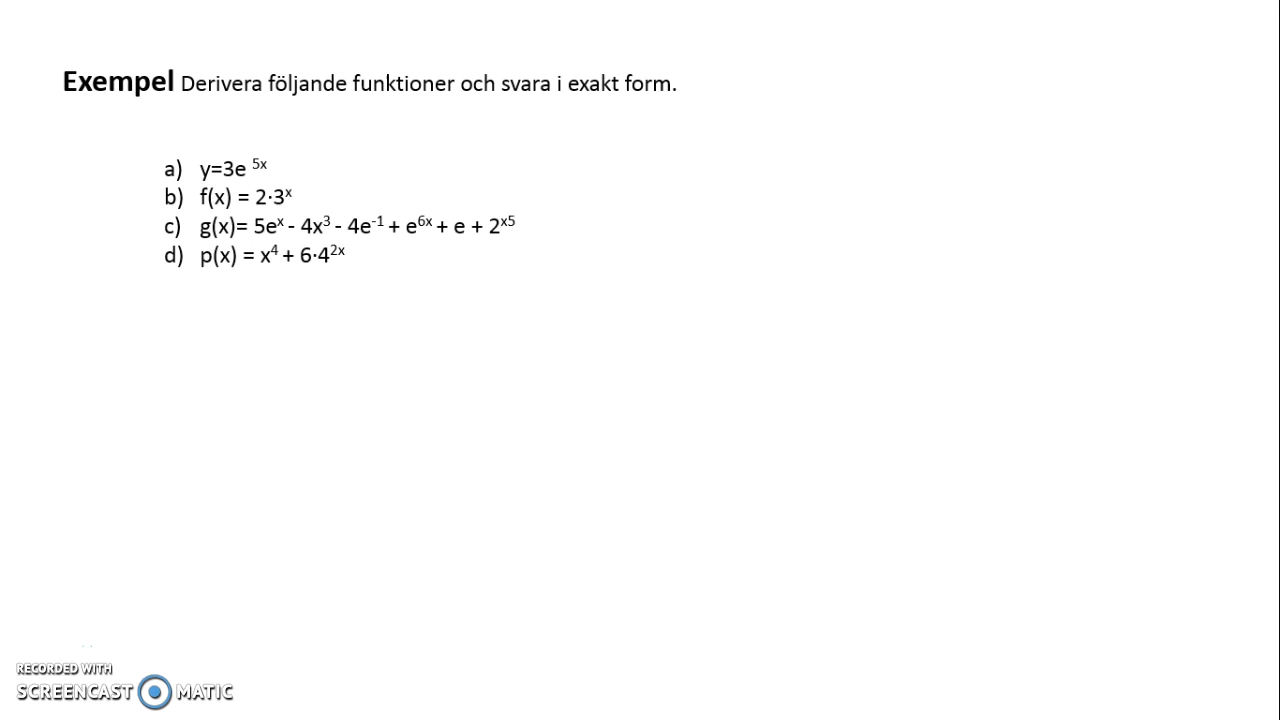 Exempel Derivera följande funktioner och svara i exakt form.
a) y=3e ⁵ˣ
b) f(x) = 2·3ˣ
c) g(x)= 5eˣ - 4x³ - 4e⁻¹ + e⁶ˣ + e + 2ˣ⁵
d) p(x) = x⁴ + 6·4²ˣ
RECORDED WITH
SCREENCAST MATIC